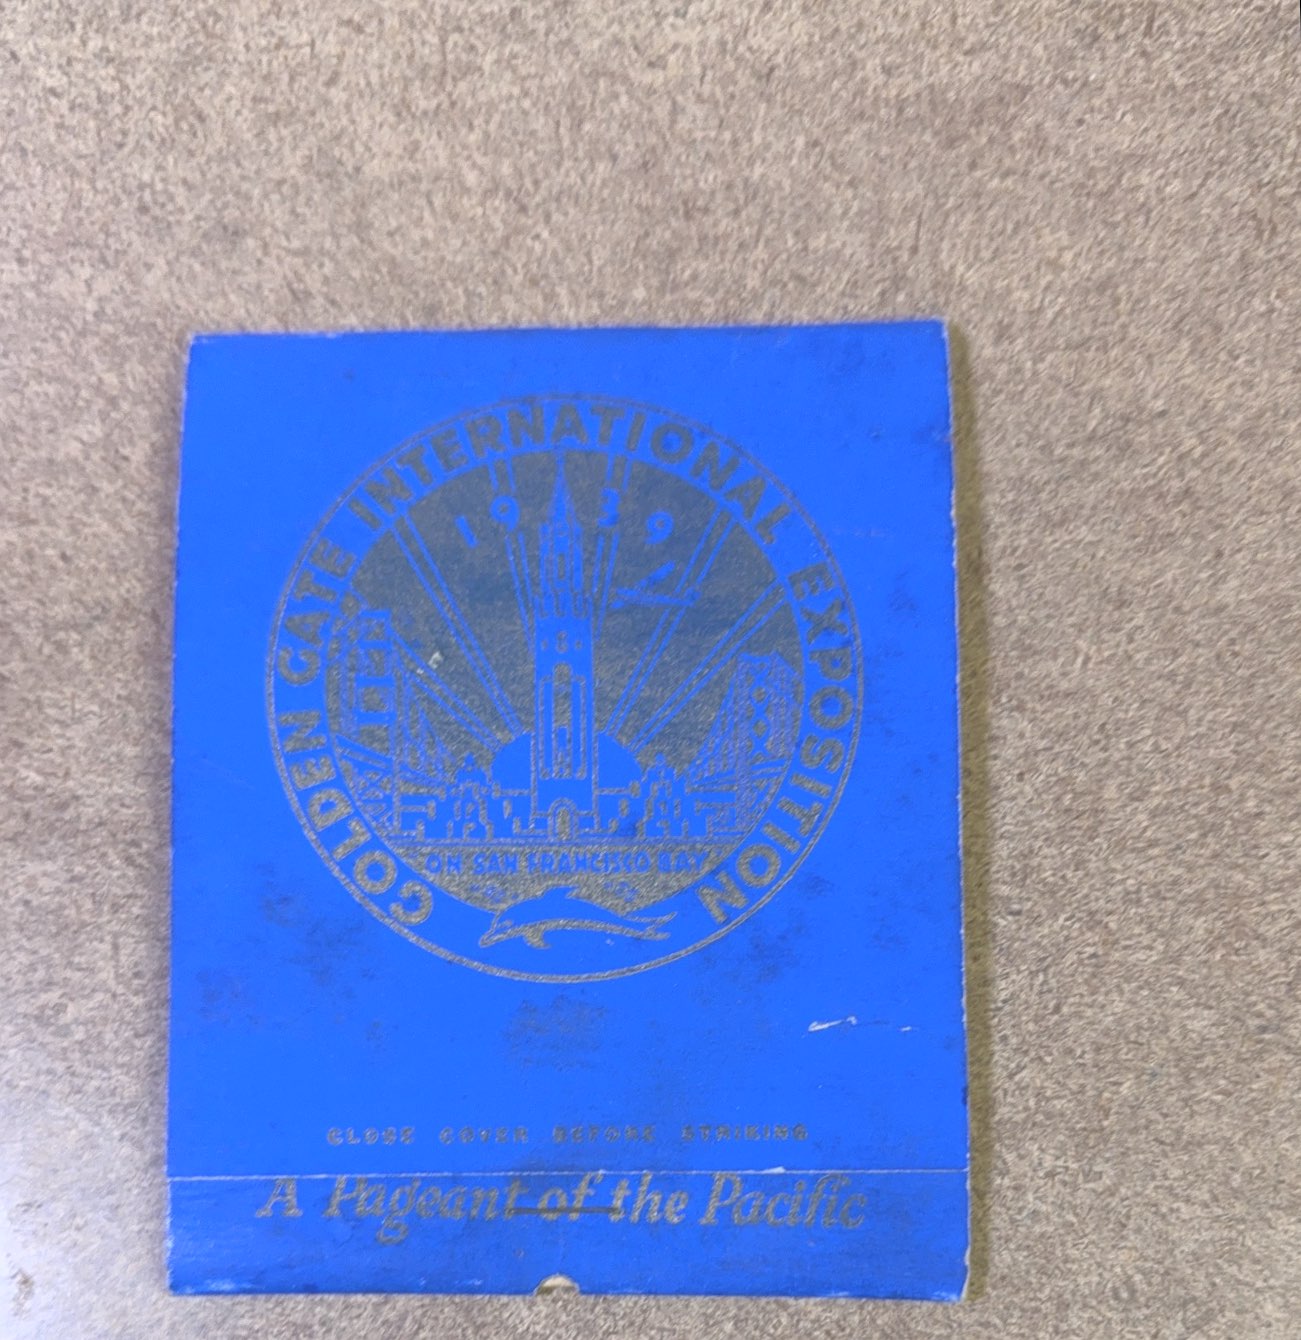 GOLDEN GATE INTERNATIONAL EXPOSITION
1939
ON SAN FRANCISCO BAY
CLOSE COVER BEFORE STRIKING
A Pageant of the Pacific